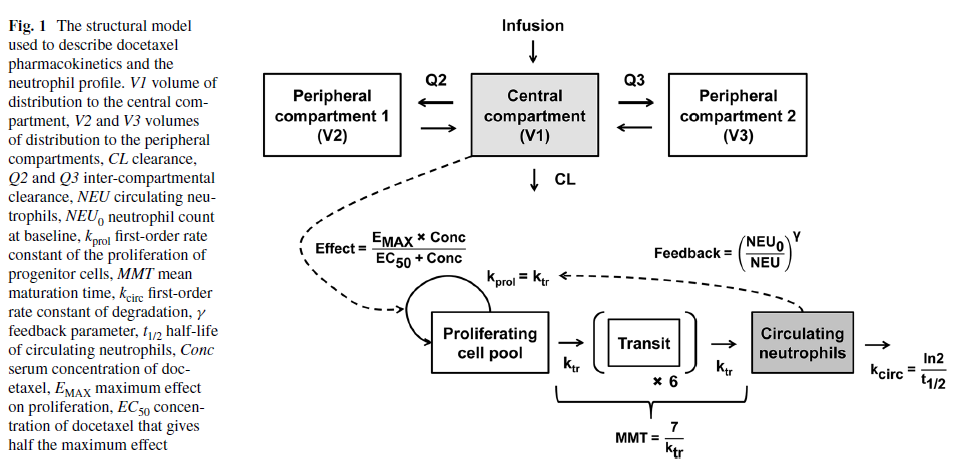 Fig. 1 The structural model
used to describe docetaxel
pharmacokinetics and the
neutrophil profile. V1 volume of
distribution to the central com-
partment, V2 and V3 volumes
of distribution to the peripheral
compartments, CL clearance,
Q2 and Q3 inter-compartmental
clearance, NEU circulating neu-
trophils, NEU0 neutrophil count
at baseline, kprol first-order rate
constant of the proliferation of
progenitor cells, MMT mean
maturation time, kcirc first-order
rate constant of degradation, γ
feedback parameter, t1/2 half-life
of circulating neutrophils, Conc
serum concentration of doc-
etaxel, EMAX maximum effect
on proliferation, EC50 concen-
tration of docetaxel that gives
half the maximum effect
Infusion
Peripheral
compartment 1
(V2)
Q2
Central
compartment
(V1)
Q3
Peripheral
compartment 2
(V3)
CL
Effect = EMAX × Conc
EC50 + Conc
Feedback = (NEU0
NEU)γ
kprol = ktr
Proliferating
cell pool
ktr
Transit
× 6
ktr
Circulating
neutrophils
kcirc = ln2
t1/2
MMT = 7
ktr